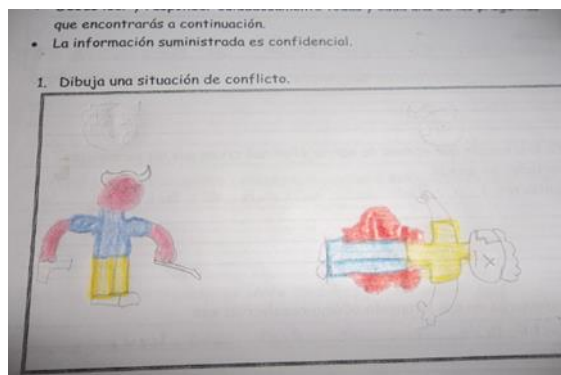 que encontrarás a continuación.
• La información suministrada es confidencial.
1. Dibuja una situación de conflicto.